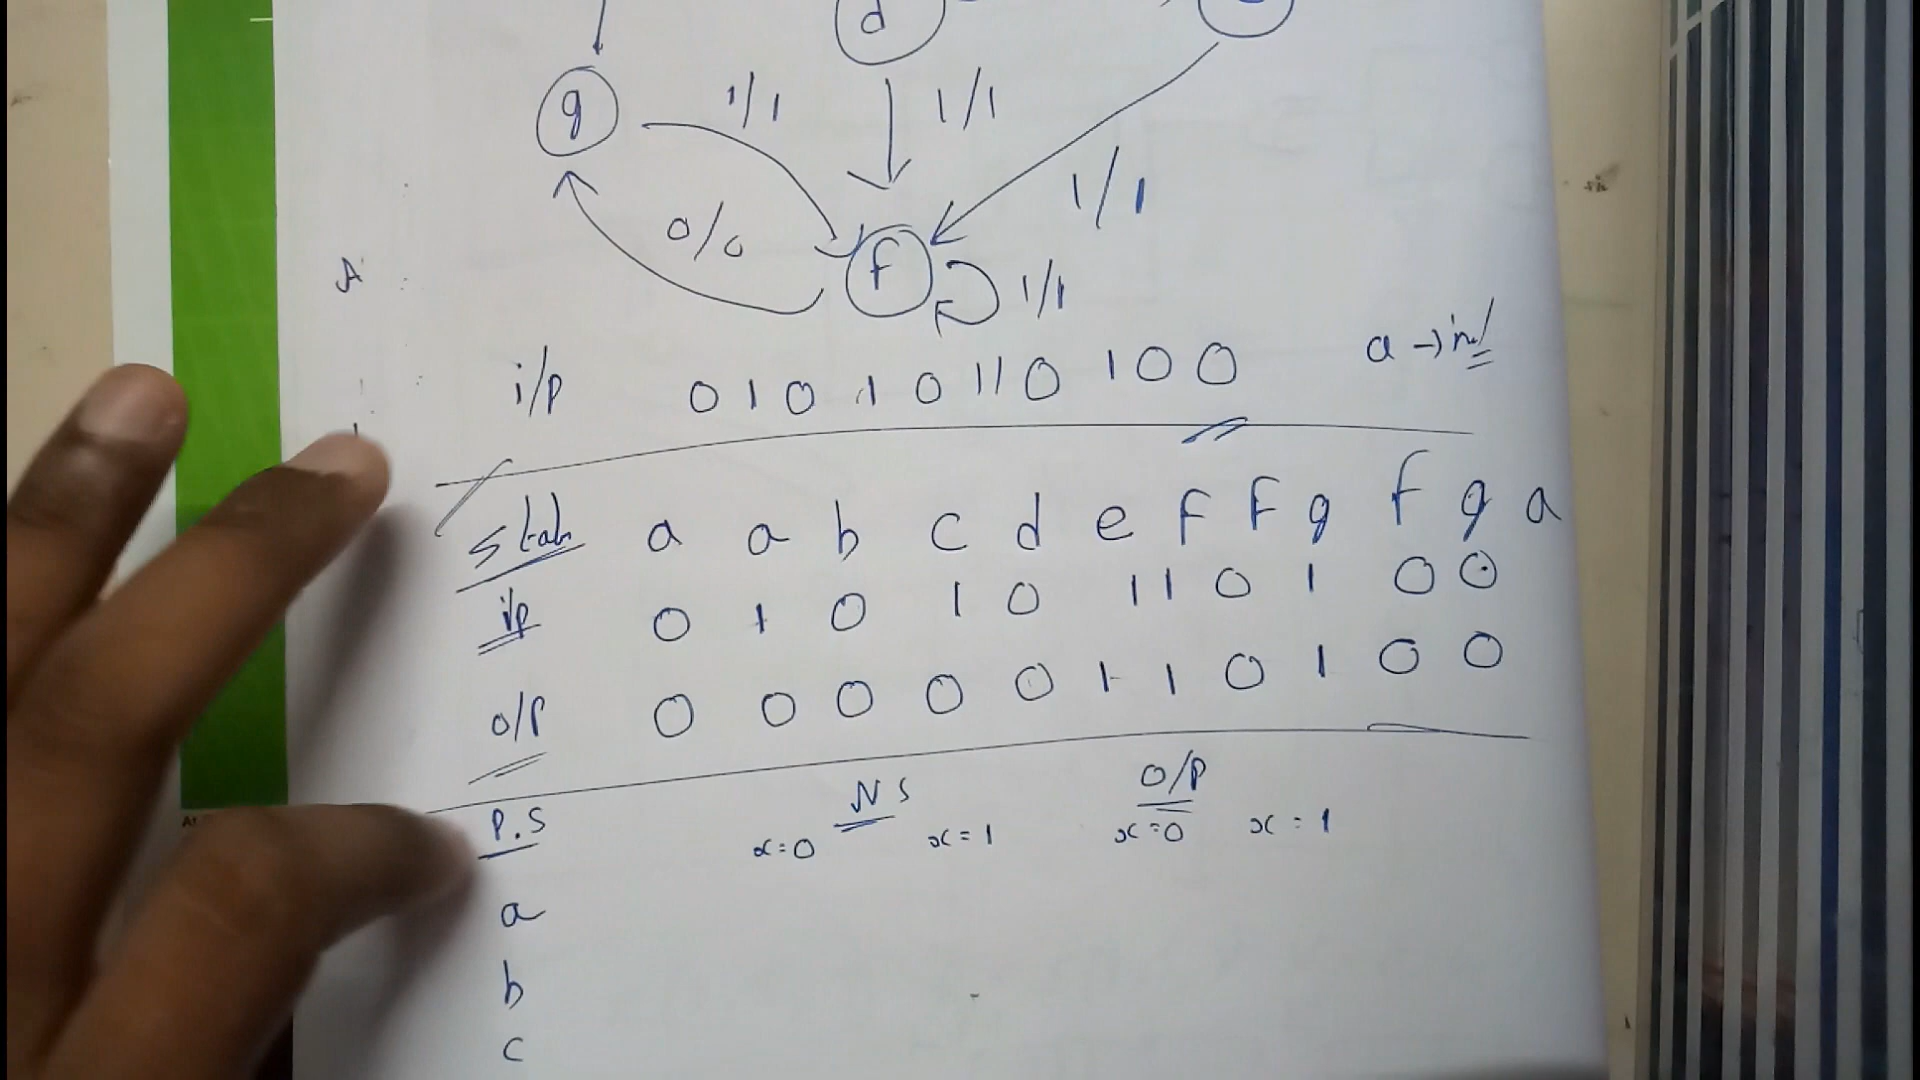 d
g 1/1 1/1
1/1
0/0
f 1/1
A
i/p 0 1 0 1 0 1 1 0 1 0 0 a →
a a b c d e f f g f g a
i/p 0 1 0 1 0 1 1 0 1 0 0
o/p 0 0 0 0 0 1 1 0 1 0 0
P.S NS O/P
x=0 x=1 x=0 x=1
a
b
c